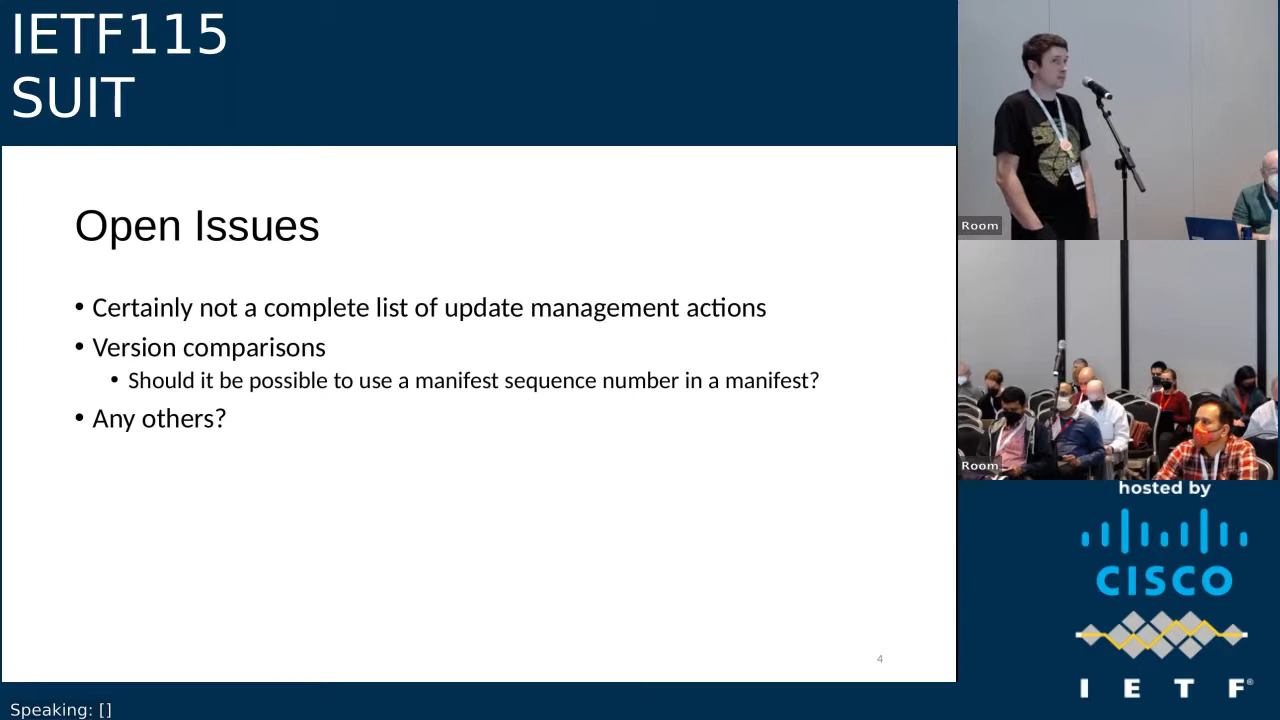 IETF115
SUIT
Open Issues
• Certainly not a complete list of update management actions
• Version comparisons
• Should it be possible to use a manifest sequence number in a manifest?
• Any others?
4
Speaking: []
Room
Room
hosted by
CISCO
I E T F®